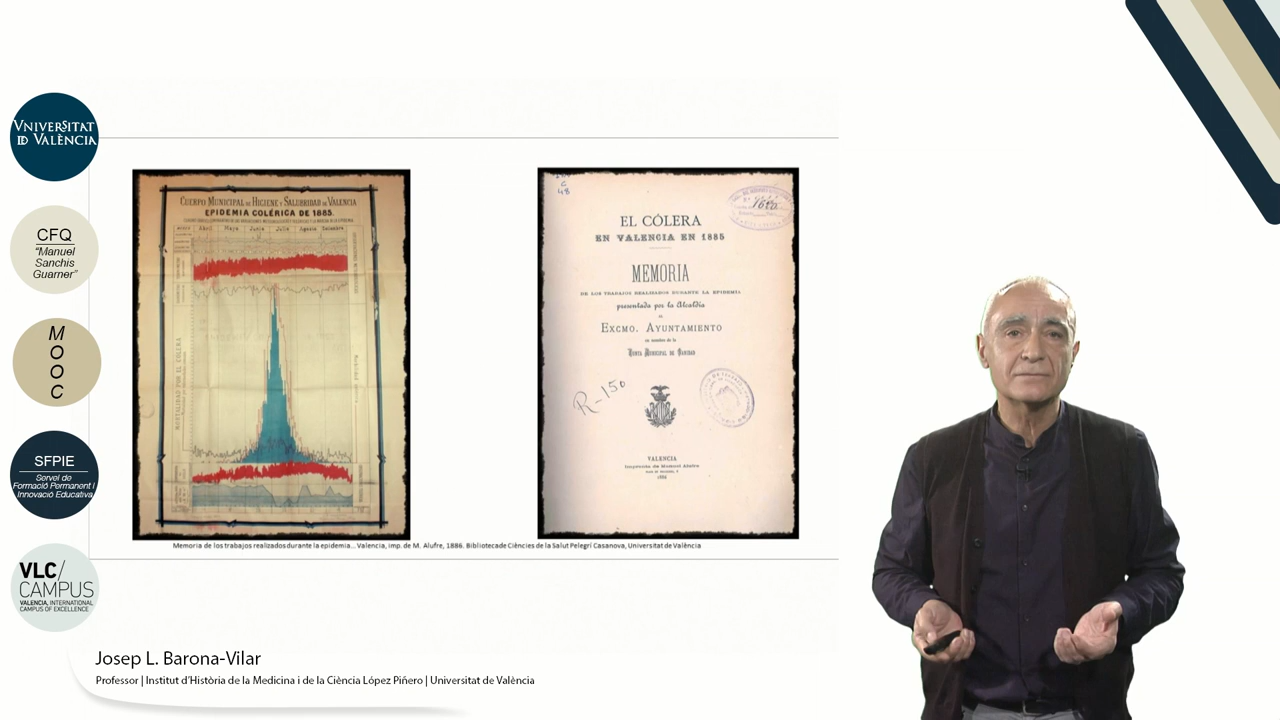 VNIVERSITAT
ID VALÈNCIA
CFQ
“Manuel
Sanchis
Guarner”
M
O
O
C
SFPIE
Servei de
Formació Permanent i
Innovació Educativa
VLC/
CAMPUS
VALENCIA, INTERNATIONAL
CAMPUS OF EXCELLENCE
CUERPO MUNICIPAL DE HIGIENE Y SALUBRIDAD DE VALENCIA
EPIDEMIA COLÉRICA DE 1885.
Abril Mayo Junio Julio Agosto Setiembre
MORTALIDAD POR EL CÓLERA
48
1620
EL CÓLERA
EN VALENCIA EN 1885
MEMORIA
DE LOS TRABAJOS REALIZADOS DURANTE LA EPIDEMIA
presentada por la Alcaldía
al
EXCMO. AYUNTAMIENTO
en nombre de la
JUNTA MUNICIPAL DE SANIDAD
R-150
VALENCIA
Imprenta de Manuel Alufre
1886
Memoria de los trabajos realizados durante la epidemia... Valencia, imp. de M. Alufre, 1886. Biblioteca de Ciències de la Salut Pelegrí Casanova, Universitat de València
Josep L. Barona-Vilar
Professor | Institut d'Història de la Medicina i de la Ciència López Piñero | Universitat de València